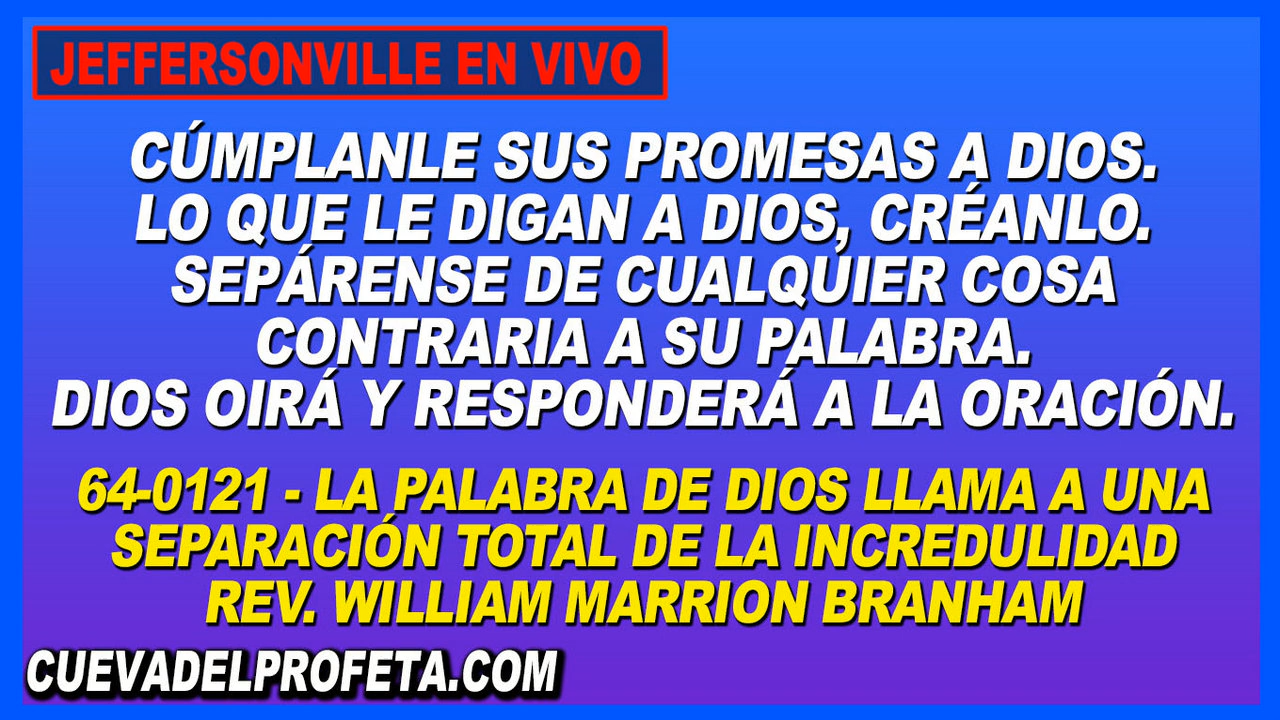 JEFFERSONVILLE EN VIVO
CÚMPLANLE SUS PROMESAS A DIOS.
LO QUE LE DIGAN A DIOS, CRÉANLO.
SEPÁRENSE DE CUALQUIER COSA
CONTRARIA A SU PALABRA.
DIOS OIRÁ Y RESPONDERÁ A LA ORACIÓN.
64-0121 - LA PALABRA DE DIOS LLAMA A UNA
SEPARACIÓN TOTAL DE LA INCREDULIDAD
REV. WILLIAM MARRION BRANHAM
CUEVADELPROFETA.COM